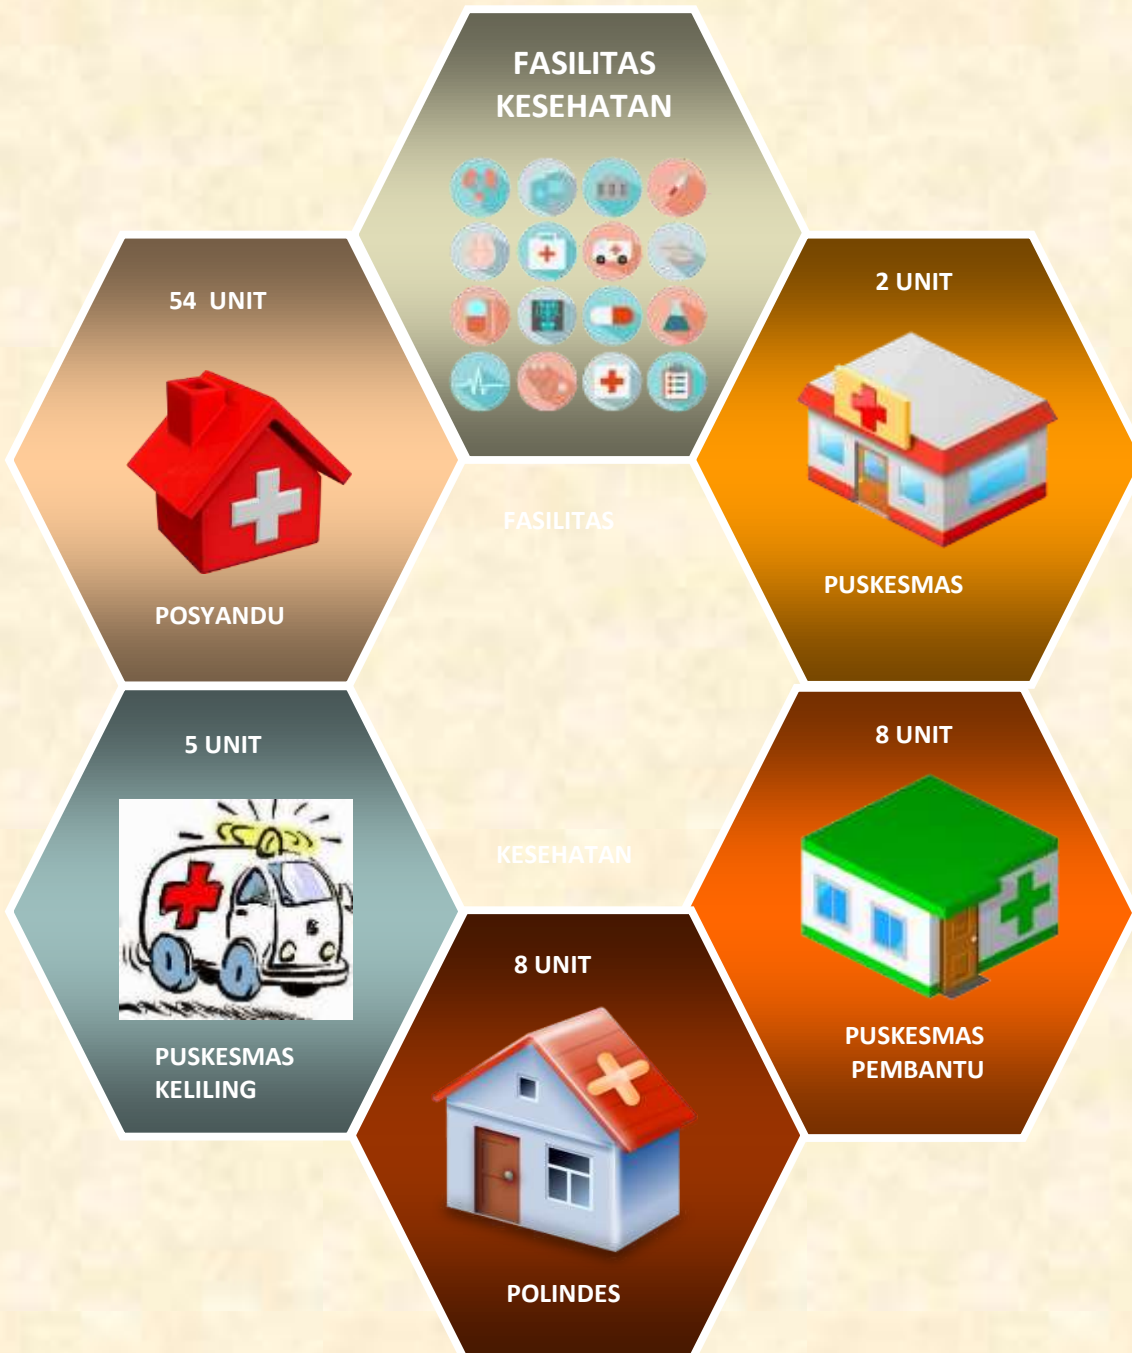 FASILITAS
KESEHATAN
54 UNIT
POSYANDU
2 UNIT
PUSKESMAS
FASILITAS
KESEHATAN
5 UNIT
PUSKESMAS
KELILING
8 UNIT
PUSKESMAS
PEMBANTU
8 UNIT
POLINDES